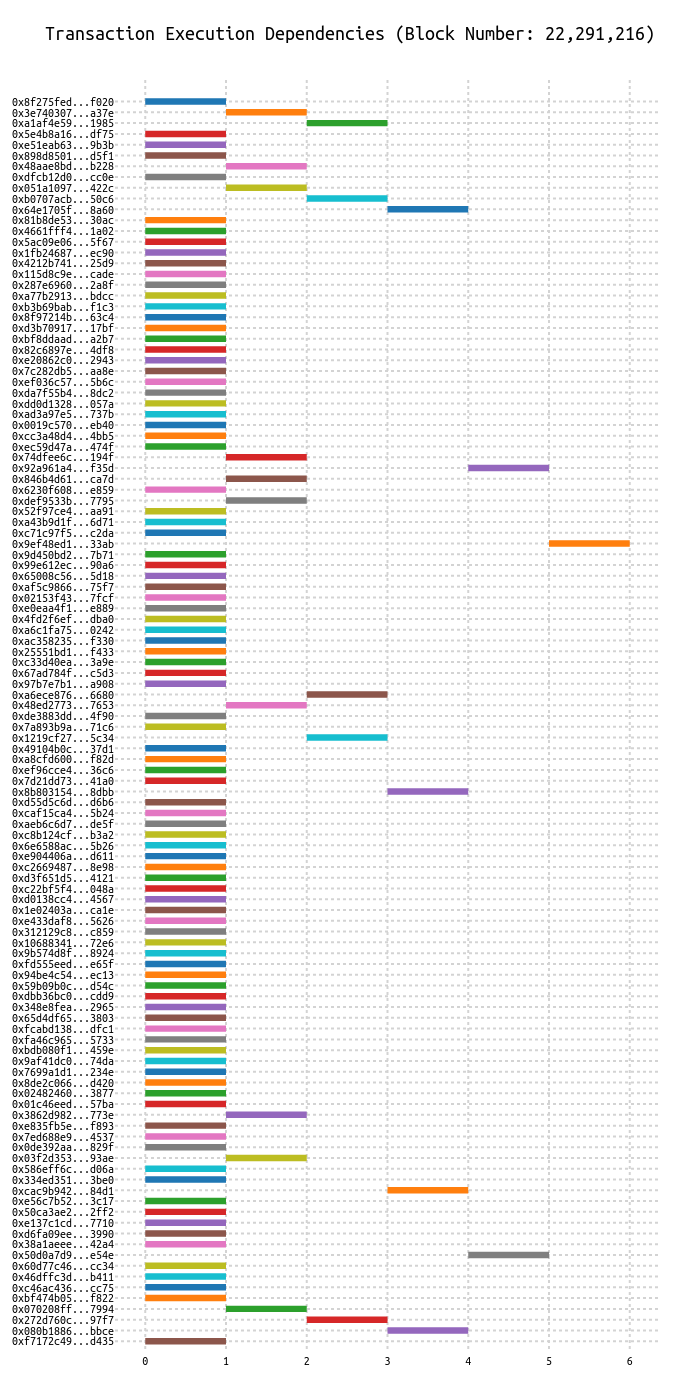 Transaction Execution Dependencies (Block Number: 22,291,216)
0x8f275fed...f020
0x3e740307...a37e
0xa1af4e59...1985
0x5e4b8a16...df75
0xe51eab63...9b3b
0x898d8501...d5f1
0x48aae8bd...b228
0xdfcb12d0...cc0e
0x051a1097...422c
0xb0707acb...50c6
0x64e1705f...8a60
0x81b8de53...30ac
0x4661fff4...1a02
0x5ac09e06...5f67
0x1fb24687...ec90
0x4212b741...25d9
0x115d8c9e...cade
0x287e6960...2a8f
0xa77b2913...bdcc
0xb3b69bab...f1c3
0x8f97214b...63c4
0xd3b70917...17bf
0xbf8ddaad...a2b7
0x82c6897e...4df8
0xe20862c0...2943
0x7c282db5...aa8e
0xef036c57...5b6c
0xda7f55b4...8dc2
0xdd0d1328...057a
0xad3a97e5...737b
0x0019c570...eb40
0xcc3a48d4...4bb5
0xec59d47a...474f
0x74dfee6c...194f
0x92a961a4...f35d
0x846b4d61...ca7d
0x6230f608...e859
0xdef9533b...7795
0x52f97ce4...aa91
0xa43b9d1f...6d71
0xc71c97f5...c2da
0x9ef48ed1...33ab
0x9d450bd2...7b71
0x99e612ec...90a6
0x65008c56...5d18
0xaf5c9866...75f7
0x02153f43...7fcf
0xe0eaa4f1...e889
0x4fd2f6ef...dba0
0xa6c1fa75...0242
0xac358235...f330
0x25551bd1...f433
0xc33d40ea...3a9e
0x67ad784f...c5d3
0x97b7e7b1...a908
0xa6ece876...6680
0x48ed2773...7653
0xde3883dd...4f90
0x7a893b9a...71c6
0x1219cf27...5c34
0x49104b0c...37d1
0xa8cfd600...f82d
0xef96cce4...36c6
0x7d21dd73...41a0
0x8b803154...8dbb
0xd55d5c6d...d6b6
0xcaf15ca4...5b24
0xaeb6c6d7...de5f
0xc8b124cf...b3a2
0x6e6588ac...5b26
0xe904406a...d611
0xc2669487...8e98
0xd3f651d5...4121
0xc22bf5f4...048a
0xd0138cc4...4567
0x1e02403a...ca1e
0xe433daf8...5626
0x312129c8...c859
0x10688341...72e6
0x9b574d8f...8924
0xfd555eed...e65f
0x94be4c54...ec13
0x59b09b0c...d54c
0xdbb36bc0...cdd9
0x348e8fea...2965
0x65d4df65...3803
0xfcabd138...dfc1
0xfa46c965...5733
0xbdb080f1...459e
0x9af41dc0...74da
0x7699a1d1...234e
0x8de2c066...d420
0x02482460...3877
0x01c46eed...57ba
0x3862d982...773e
0xe835fb5e...f893
0x7ed688e9...4537
0x0de392aa...829f
0x03f2d353...93ae
0x586eff6c...d06a
0x334ed351...3be0
0xcac9b942...84d1
0xe56c7b52...3c17
0x50ca3ae2...2ff2
0xe137c1cd...7710
0xd6fa09ee...3990
0x38a1aeee...42a4
0x50d0a7d9...e54e
0x60d77c46...cc34
0x46dffc3d...b411
0xc46ac436...cc75
0xbf474b05...f822
0x070208ff...7994
0x272d760c...97f7
0x080b1886...bbce
0xf7172c49...d435
0 1 2 3 4 5 6